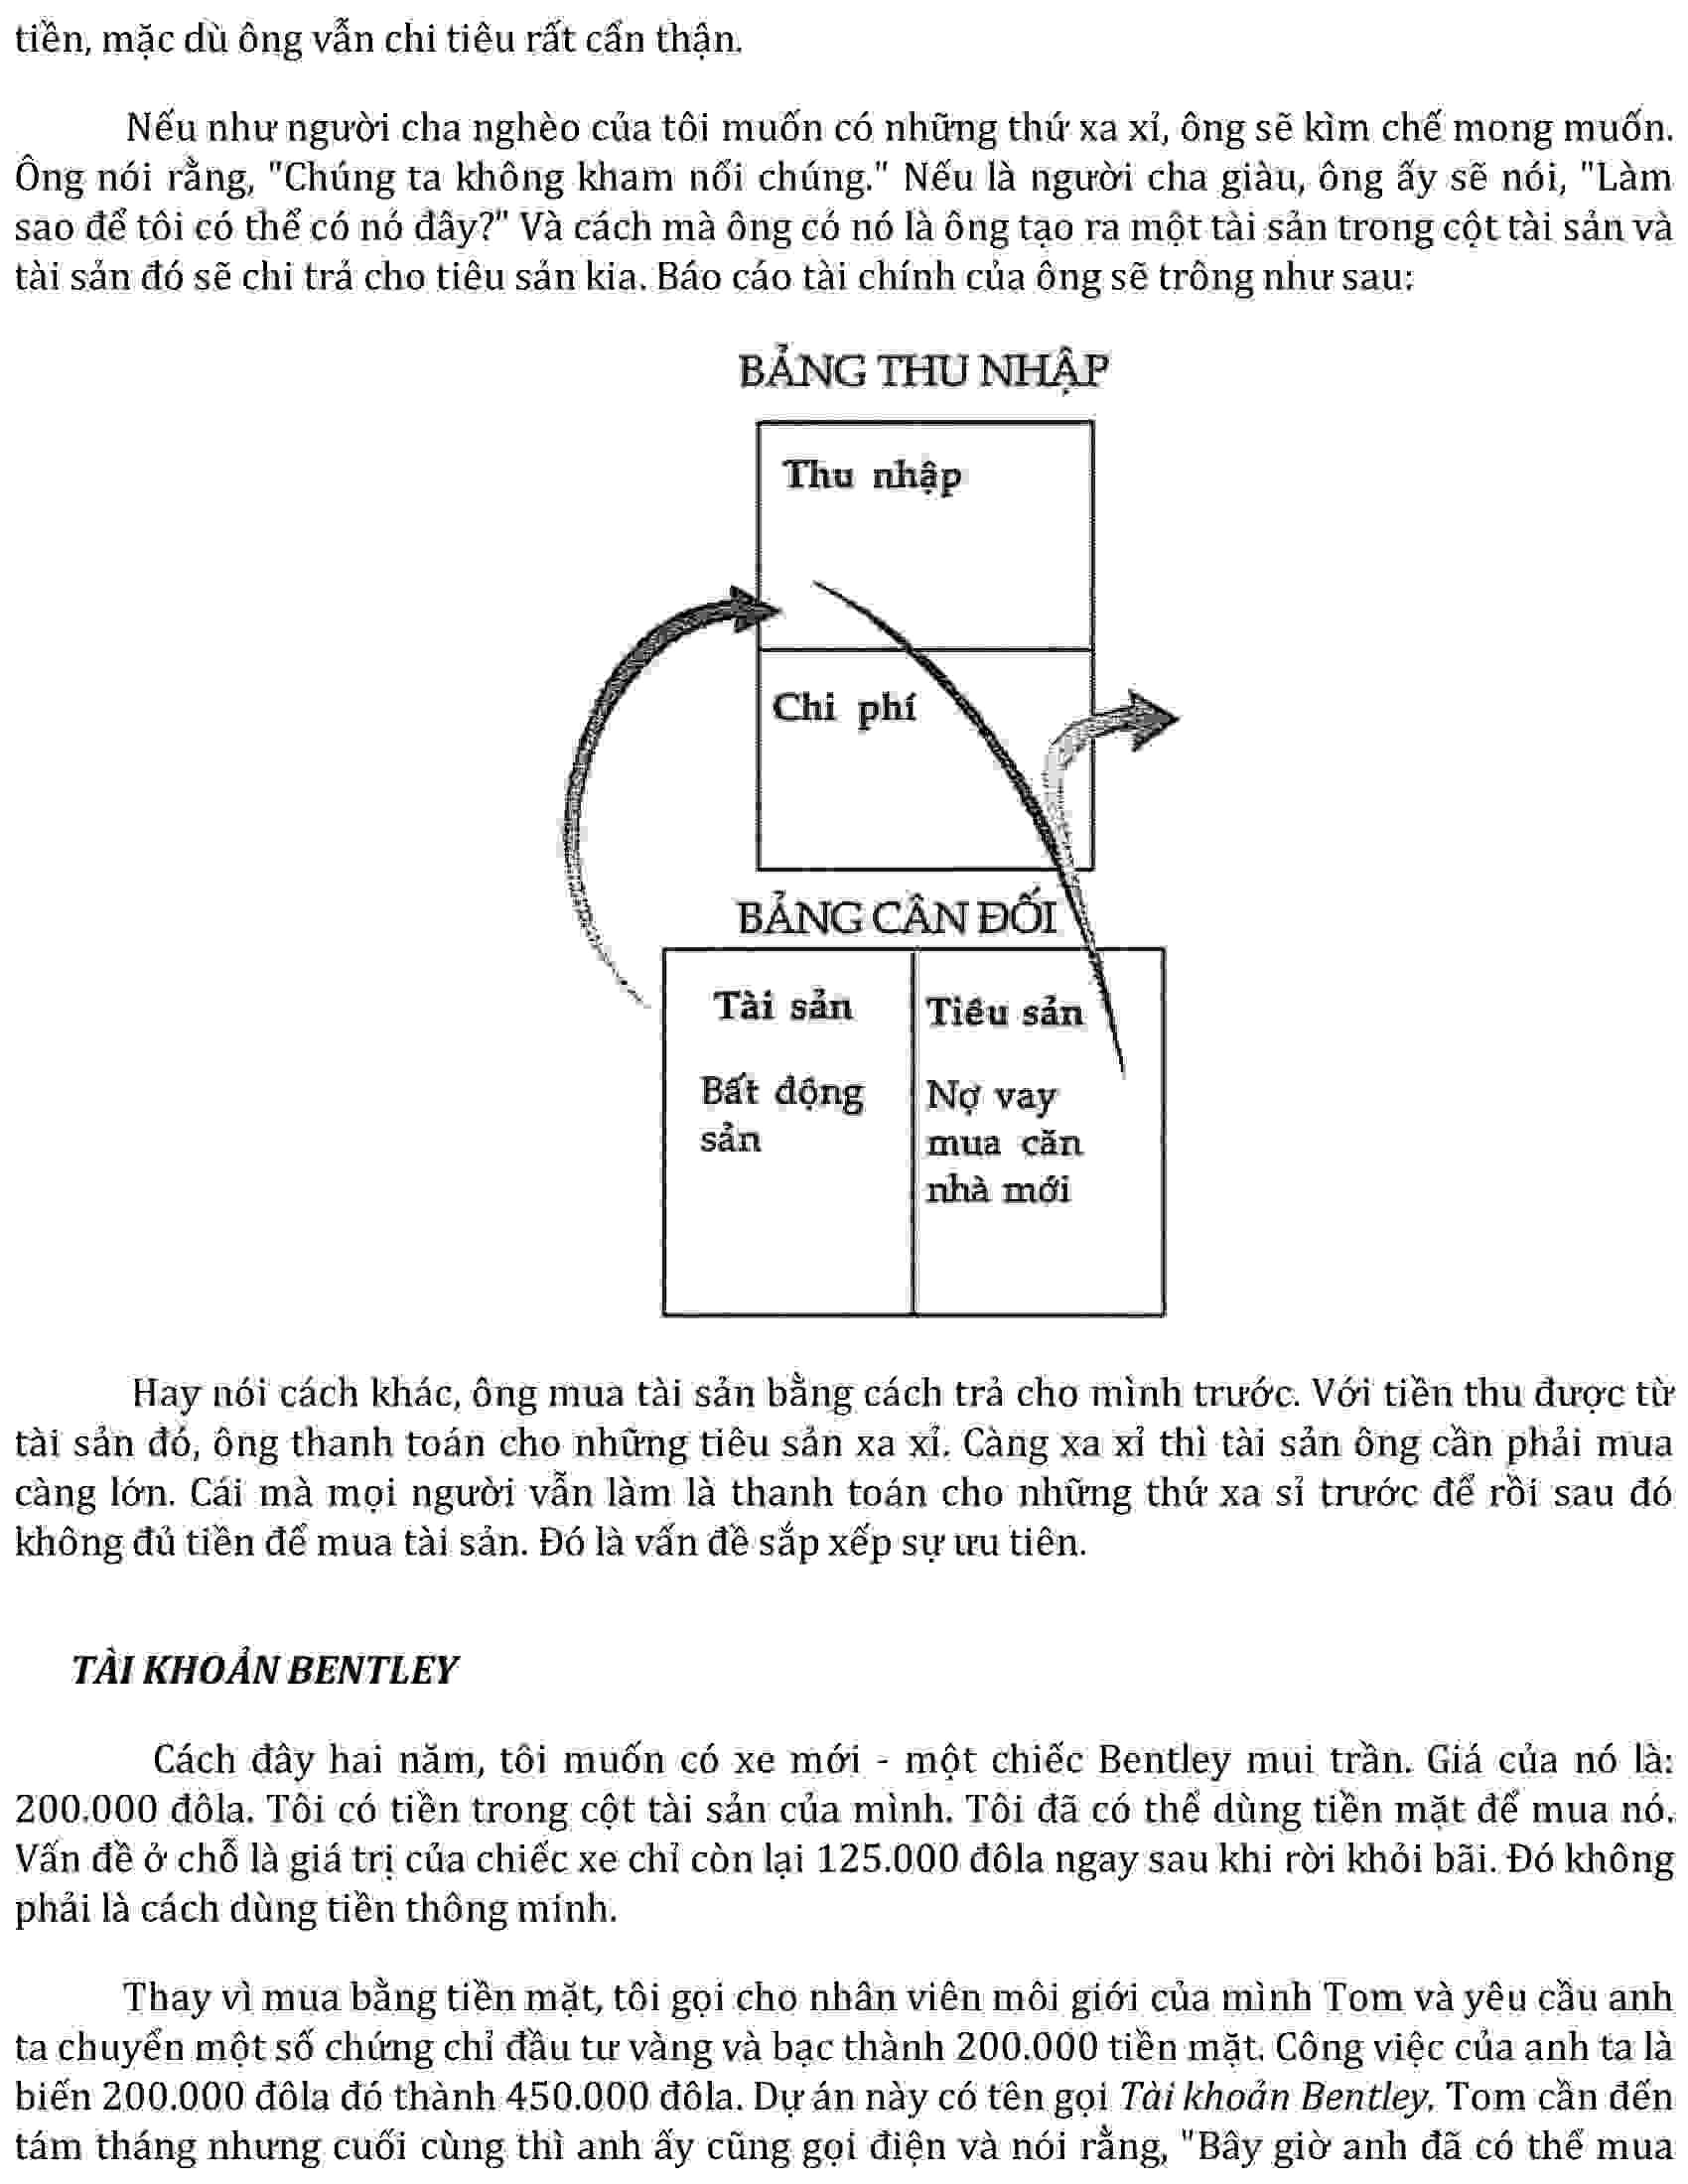 tiền, mặc dù ông vẫn chi tiêu rất cẩn thận.
Nếu như người cha nghèo của tôi muốn có những thứ xa xỉ, ông sẽ kìm chế mong muốn.
Ông nói rằng, "Chúng ta không kham nổi chúng." Nếu là người cha giàu, ông ấy sẽ nói, "Làm
sao để tôi có thể có nó đây?" Và cách mà ông có nó là ông tạo ra một tài sản trong cột tài sản và
tài sản đó sẽ chi trả cho tiêu sản kia. Báo cáo tài chính của ông sẽ trông như sau:
BẢNG THU NHẬP
Thu nhập
Chi phí
BẢNG CÂN ĐỐI
Tài sản
Bất động
sản
Tiêu sản
Nợ vay
mua căn
nhà mới
Hay nói cách khác, ông mua tài sản bằng cách trả cho mình trước. Với tiền thu được từ
tài sản đó, ông thanh toán cho những tiêu sản xa xỉ. Càng xa xỉ thì tài sản ông cần phải mua
càng lớn. Cái mà mọi người vẫn làm là thanh toán cho những thứ xa sỉ trước để rồi sau đó
không đủ tiền để mua tài sản. Đó là vấn đề sắp xếp sự ưu tiên.
TÀI KHOẢN BENTLEY
Cách đây hai năm, tôi muốn có xe mới - một chiếc Bentley mui trần. Giá của nó là:
200.000 đôla. Tôi có tiền trong cột tài sản của mình. Tôi đã có thể dùng tiền mặt để mua nó.
Vấn đề ở chỗ là giá trị của chiếc xe chỉ còn lại 125.000 đôla ngay sau khi rời khỏi bãi. Đó không
phải là cách dùng tiền thông minh.
Thay vì mua bằng tiền mặt, tôi gọi cho nhân viên môi giới của mình Tom và yêu cầu anh
ta chuyển một số chứng chỉ đầu tư vàng và bạc thành 200.000 tiền mặt. Công việc của anh ta là
biến 200.000 đôla đó thành 450.000 đôla. Dự án này có tên gọi Tài khoản Bentley. Tom cần đến
tám tháng nhưng cuối cùng thì anh ấy cũng gọi điện và nói rằng, "Bây giờ anh đã có thể mua